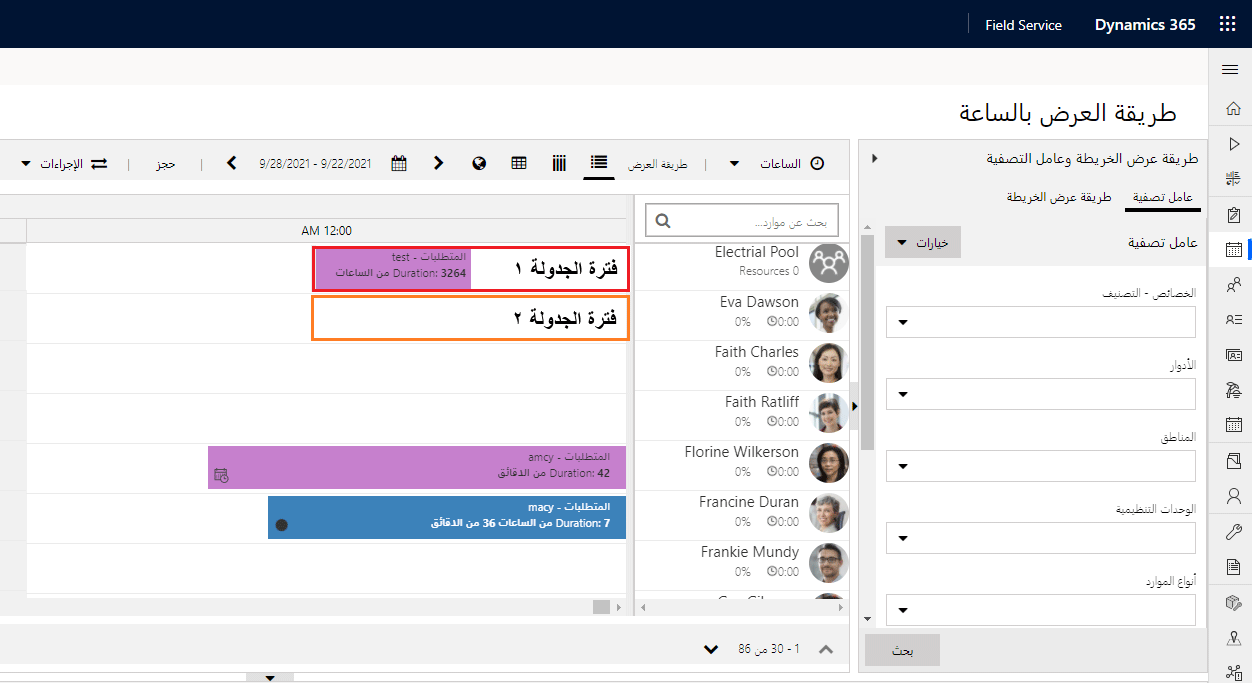 Dynamics 365
Field Service
طريقة العرض بالساعة
طريقة عرض الخريطة وعامل التصفية
عامل تصفية
طريقة عرض الخريطة
عامل تصفية
خيارات
الخصائص - التصنيف
الأدوار
المناطق
الوحدات التنظيمية
أنواع الموارد
بحث
الساعات
طريقة العرض
9/22/2021 - 9/28/2021
حجز
الإجراءات
بحث عن موارد...
12:00 AM
Electrial Pool
0 Resources
Eva Dawson
0:00 0%
Faith Charles
0:00 0%
Faith Ratliff
0:00 0%
Florine Wilkerson
0:00 0%
Francine Duran
0:00 0%
Frankie Mundy
0:00 0%
المتطلبات - test
Duration: 3264 من الساعات
فترة الجدولة ١
فترة الجدولة ٢
المتطلبات - amcy
Duration: 42 من الدقائق
المتطلبات - macy
Duration: 7 من الساعات 36 من الدقائق
1 - 30 من 86